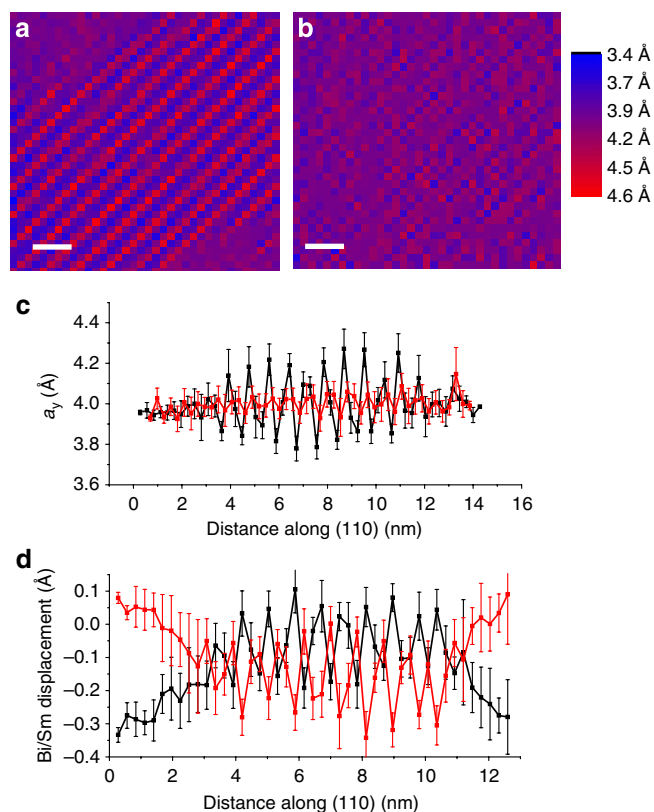 a
b
3.4 Å
3.7 Å
3.9 Å
4.2 Å
4.5 Å
4.6 Å
c
4.4
4.2
4.0
3.8
3.6
a_y (Å)
0 2 4 6 8 10 12 14 16
Distance along (110) (nm)
d
0.1
0.0
–0.1
–0.2
–0.3
–0.4
Bi/Sm displacement (Å)
0 2 4 6 8 10 12
Distance along (110) (nm)